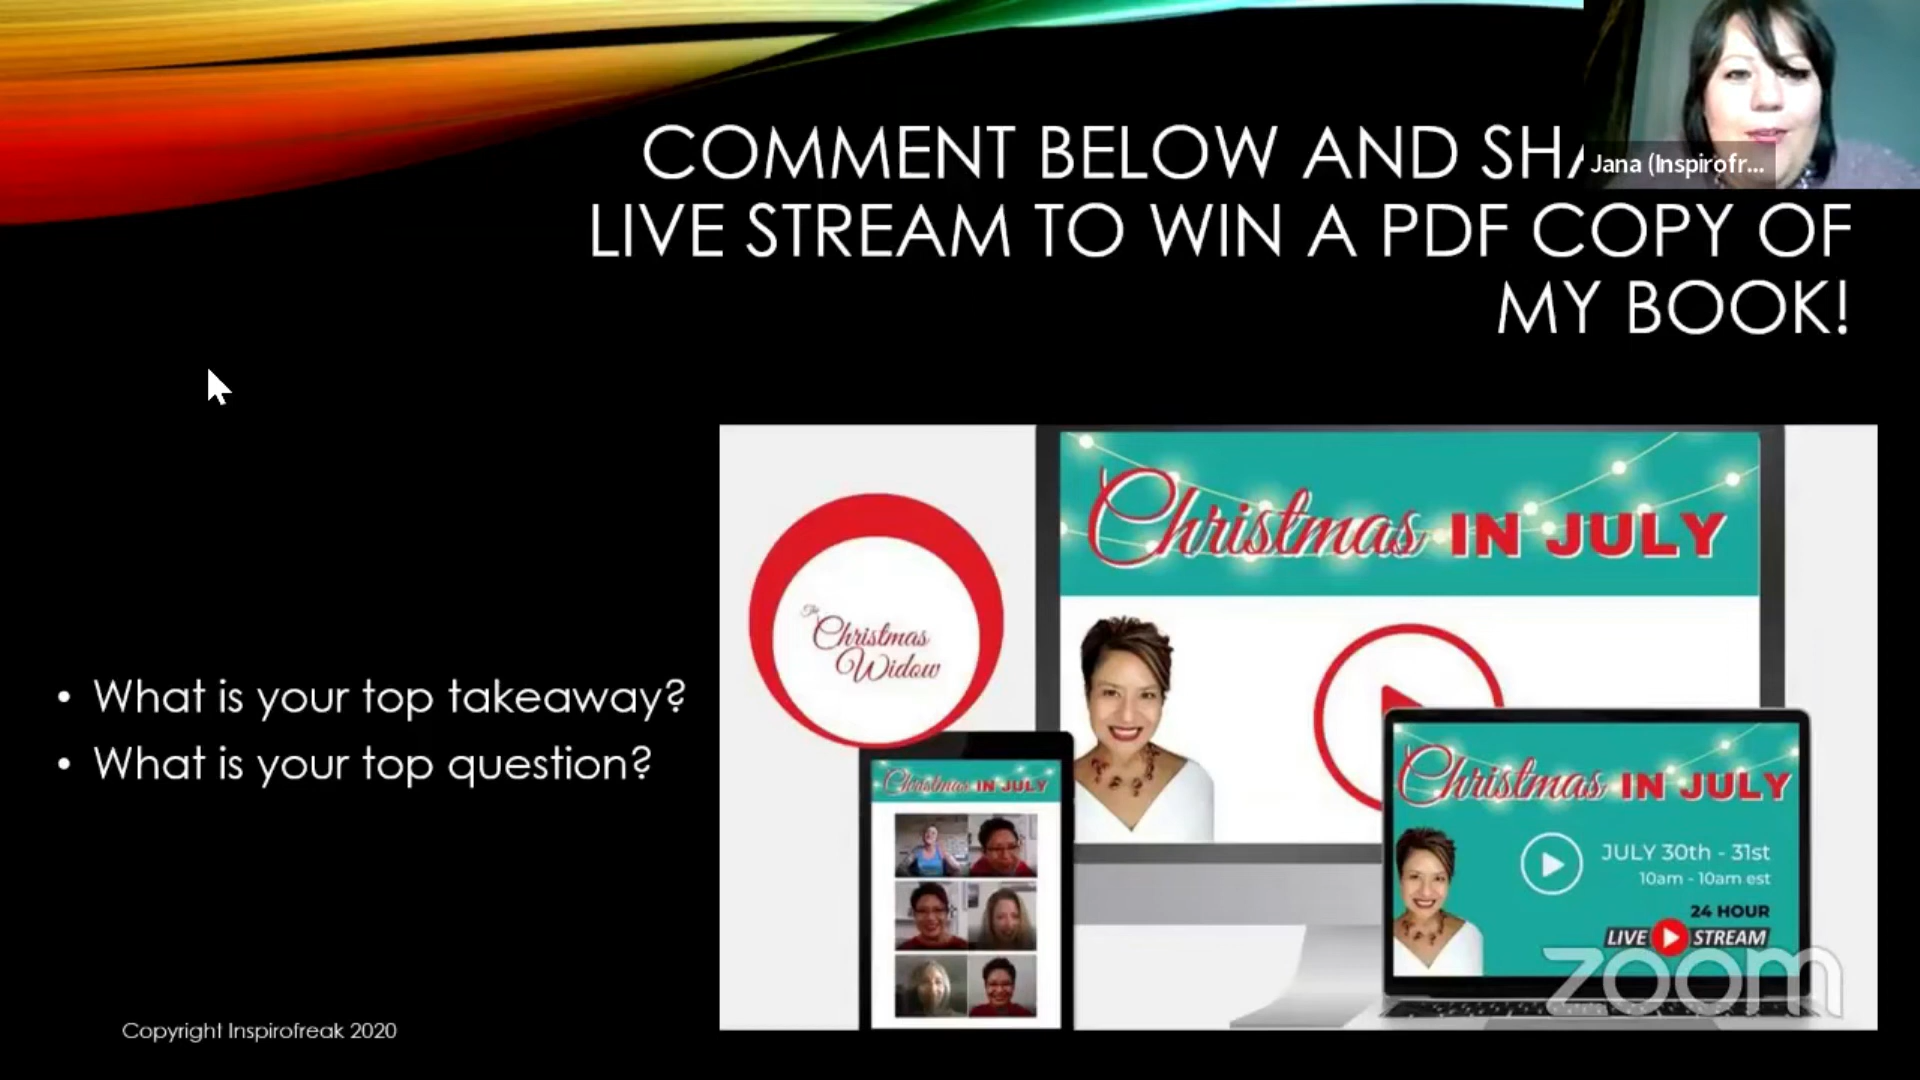 COMMENT BELOW AND SHA
Jana (Inspirofr...
LIVE STREAM TO WIN A PDF COPY OF
MY BOOK!
• What is your top takeaway?
• What is your top question?
Christmas IN JULY
The
Christmas
Widow
Christmas IN JULY
Christmas IN JULY
JULY 30th - 31st
10am - 10am est
24 HOUR
LIVE STREAM
zoom
Copyright Inspirofreak 2020